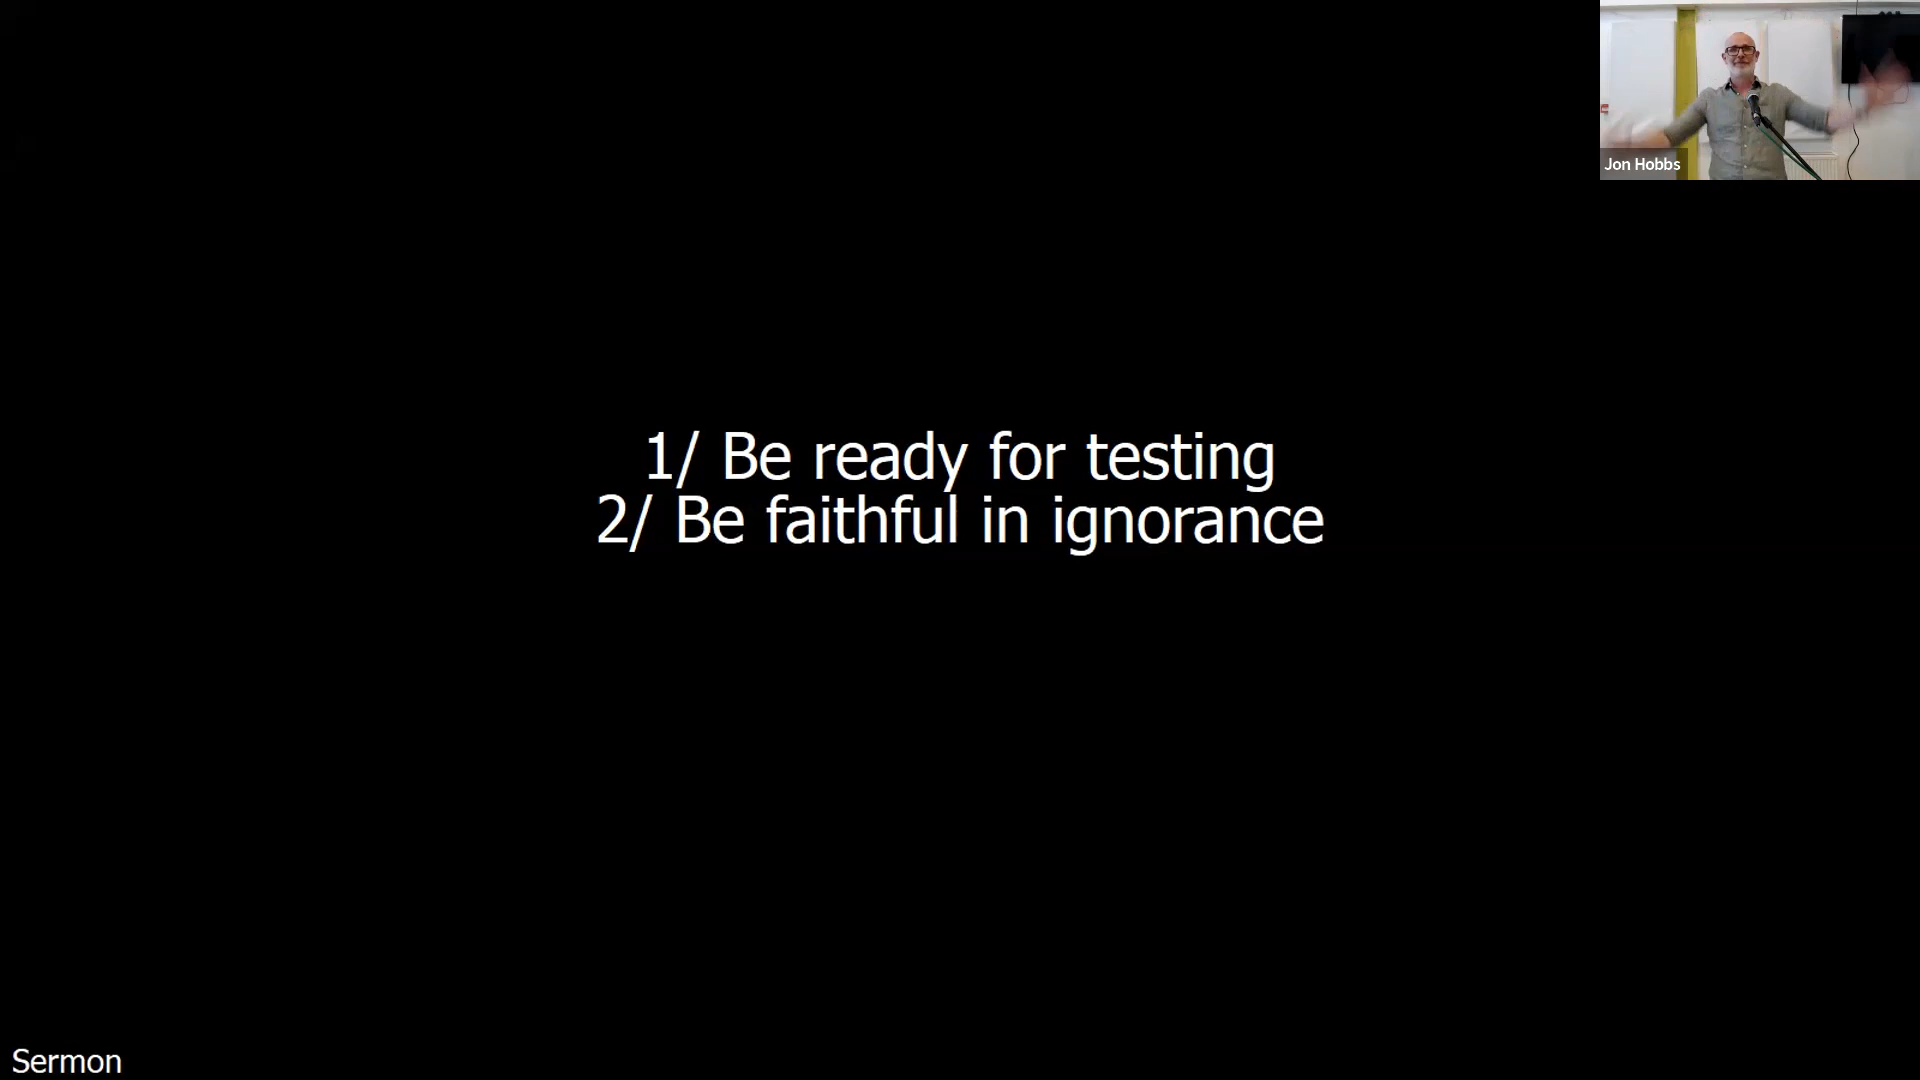 Jon Hobbs
1/ Be ready for testing
2/ Be faithful in ignorance
Sermon